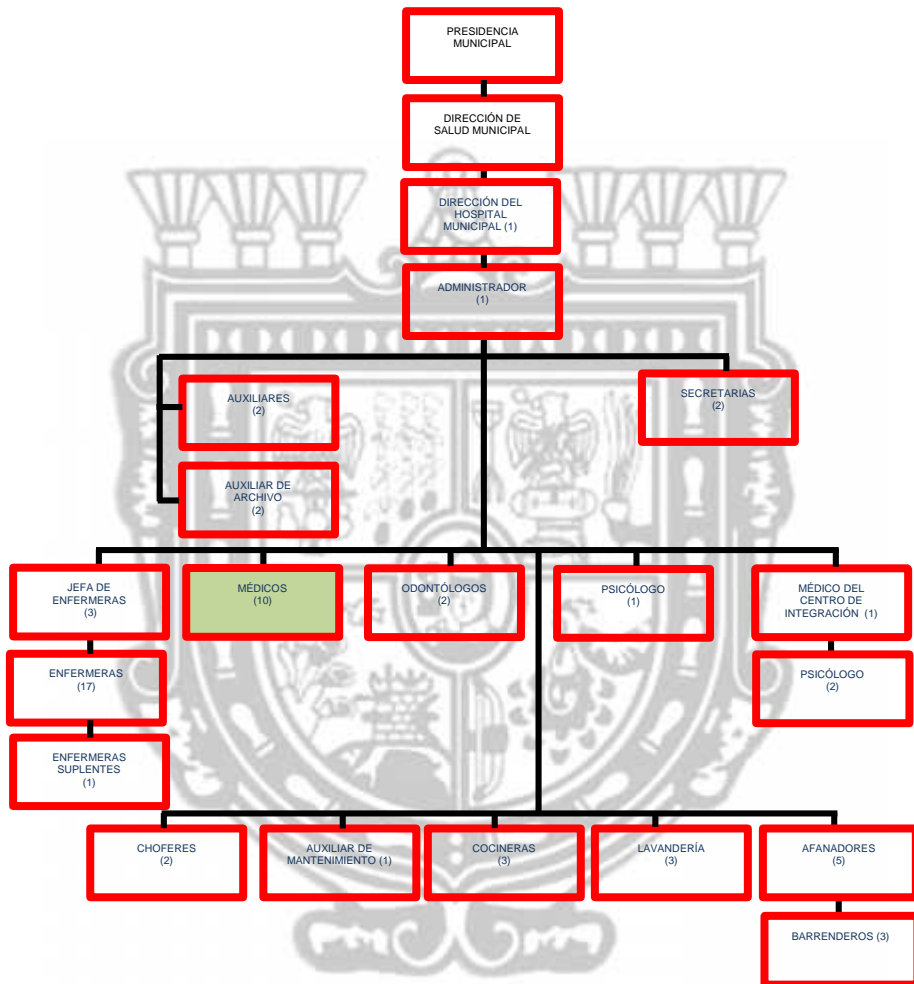 PRESIDENCIA
MUNICIPAL
DIRECCIÓN DE
SALUD MUNICIPAL
DIRECCIÓN DEL
HOSPITAL
MUNICIPAL (1)
ADMINISTRADOR
(1)
AUXILIARES
(2)
SECRETARIAS
(2)
AUXILIAR DE
ARCHIVO
(2)
JEFA DE
ENFERMERAS
(3)
MÉDICOS
(10)
ODONTÓLOGOS
(2)
PSICÓLOGO
(1)
MÉDICO DEL
CENTRO DE
INTEGRACIÓN (1)
ENFERMERAS
(17)
PSICÓLOGO
(2)
ENFERMERAS
SUPLENTES
(1)
CHOFERES
(2)
AUXILIAR DE
MANTENIMIENTO (1)
COCINERAS
(3)
LAVANDERÍA
(3)
AFANADORES
(5)
BARRENDEROS (3)